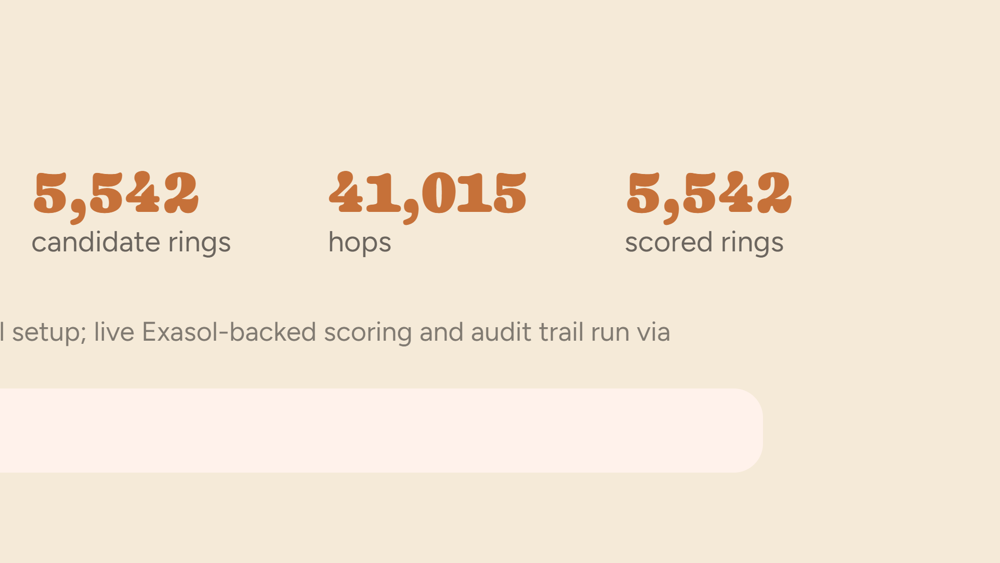 5,542 41,015 5,542
candidate rings hops scored rings
setup; live Exasol-backed scoring and audit trail run via